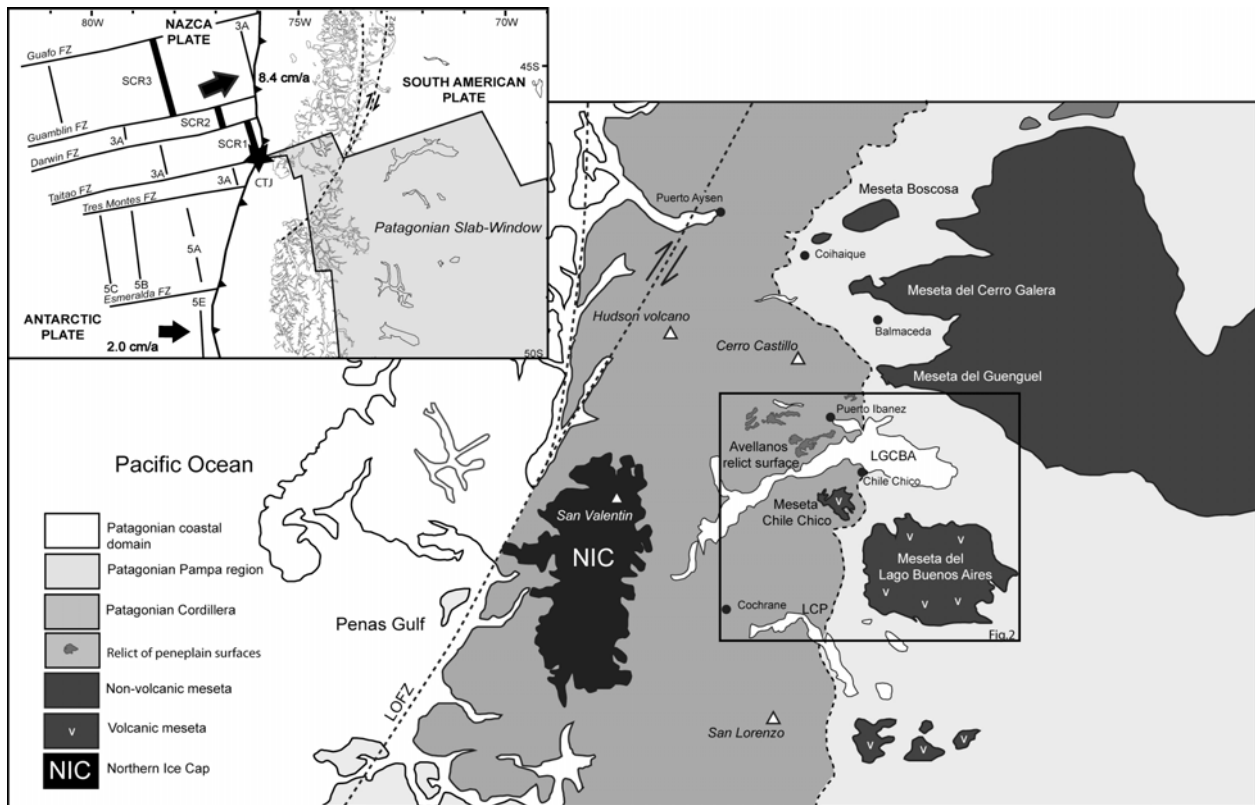 80W
75W
70W
NAZCA
PLATE
3A
Guafo FZ
SCR3
8.4 cm/a
45S
SOUTH AMERICAN
PLATE
SCR2
Guamblin FZ
3A
SCR1
Darwin FZ
3A
Taitao FZ
3A
CTJ
Tres Montes FZ
Patagonian Slab-Window
5A
5C
5B
Esmeralda FZ
5E
ANTARCTIC
PLATE
2.0 cm/a
50S
Meseta Boscosa
Puerto Aysen
Coihaique
Meseta del Cerro Galera
Hudson volcano
Balmaceda
Cerro Castillo
Meseta del Guenguel
Puerto Ibanez
Avellanos
relict surface
LGCBA
Chile Chico
Pacific Ocean
San Valentin
NIC
Meseta
Chile Chico
v
v v
Meseta del
Lago Buenos Aires
v v v
Cochrane
LCP
Fig.2
Penas Gulf
LOFZ
San Lorenzo
v v v
Patagonian coastal
domain
Patagonian Pampa region
Patagonian Cordillera
Relict of peneplain surfaces
Non-volcanic meseta
v Volcanic meseta
NIC Northern Ice Cap